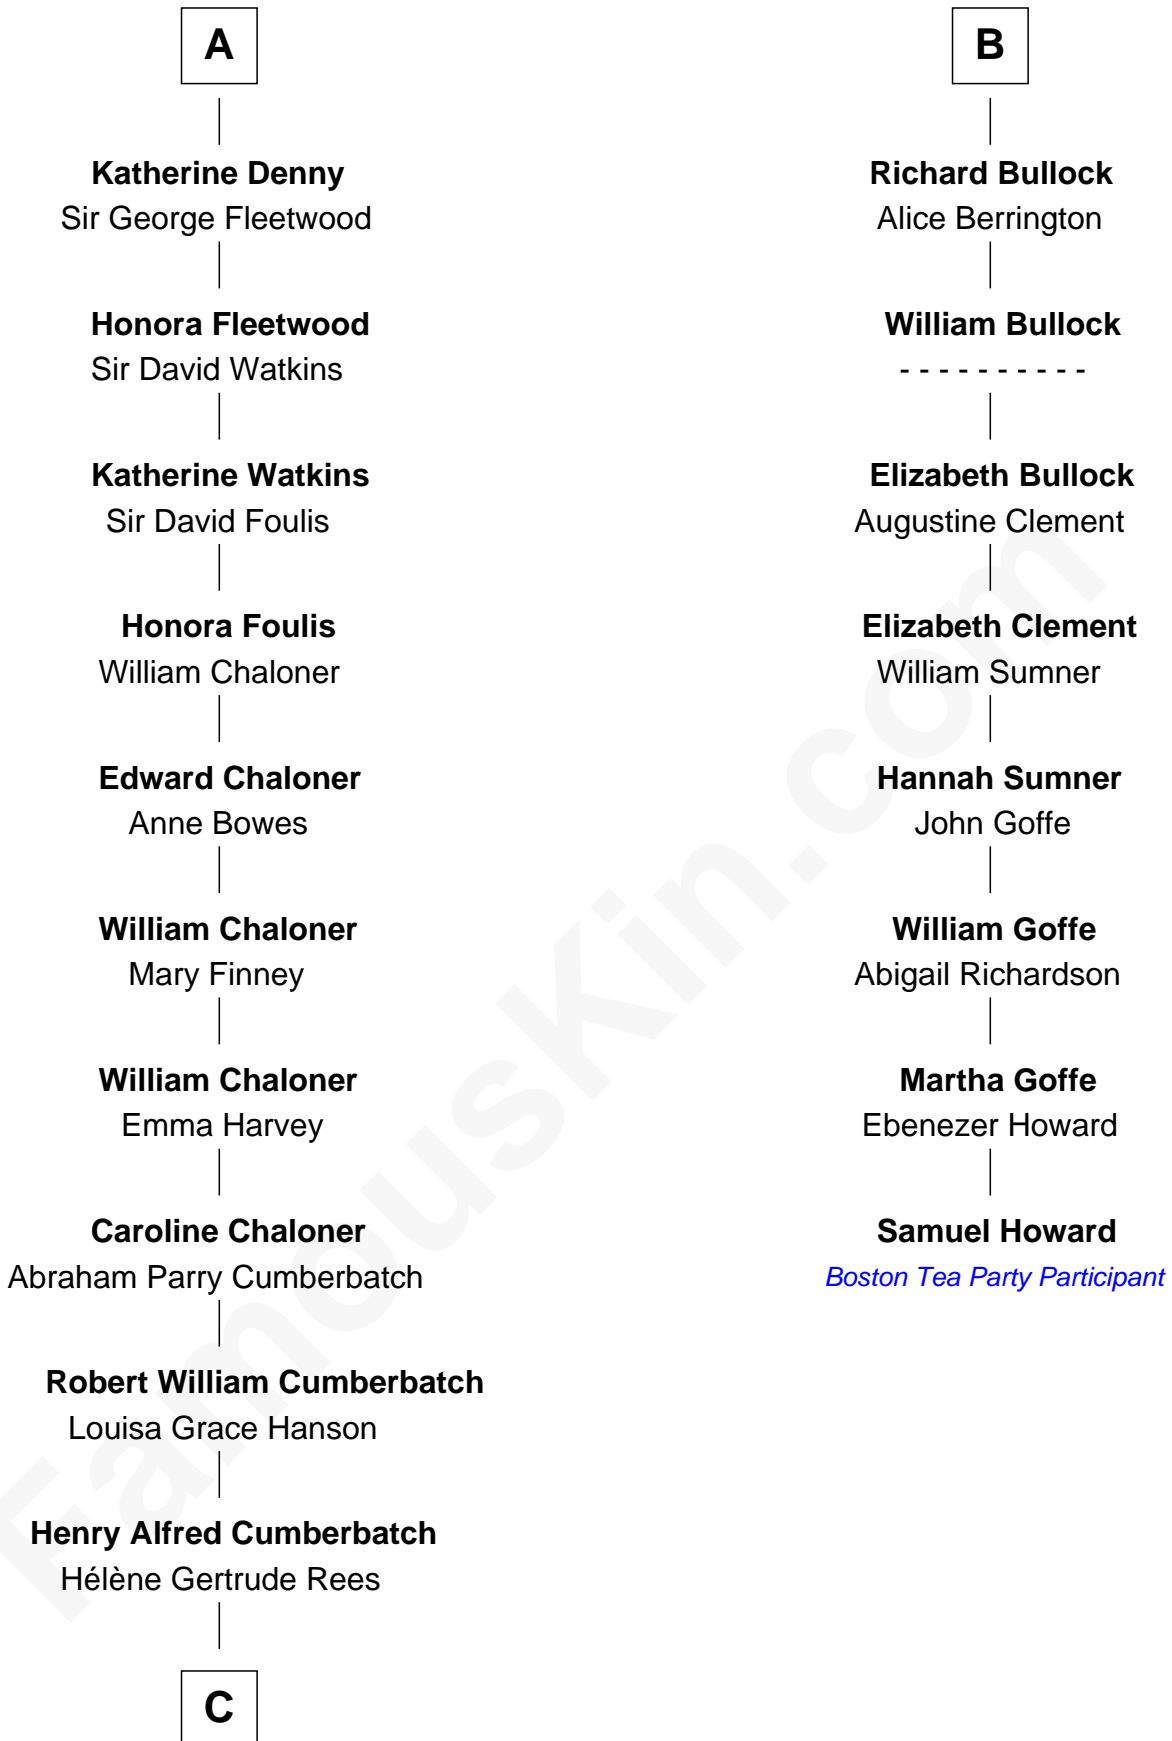 A
Katherine Denny
Sir George Fleetwood
Honora Fleetwood
Sir David Watkins
Katherine Watkins
Sir David Foulis
Honora Foulis
William Chaloner
Edward Chaloner
Anne Bowes
William Chaloner
Mary Finney
William Chaloner
Emma Harvey
Caroline Chaloner
Abraham Parry Cumberbatch
Robert William Cumberbatch
Louisa Grace Hanson
Henry Alfred Cumberbatch
Hélène Gertrude Rees
C
B
Richard Bullock
Alice Berrington
William Bullock
- - - - - - - - - -
Elizabeth Bullock
Augustine Clement
Elizabeth Clement
William Sumner
Hannah Sumner
John Goffe
William Goffe
Abigail Richardson
Martha Goffe
Ebenezer Howard
Samuel Howard
Boston Tea Party Participant
FamousKin.com